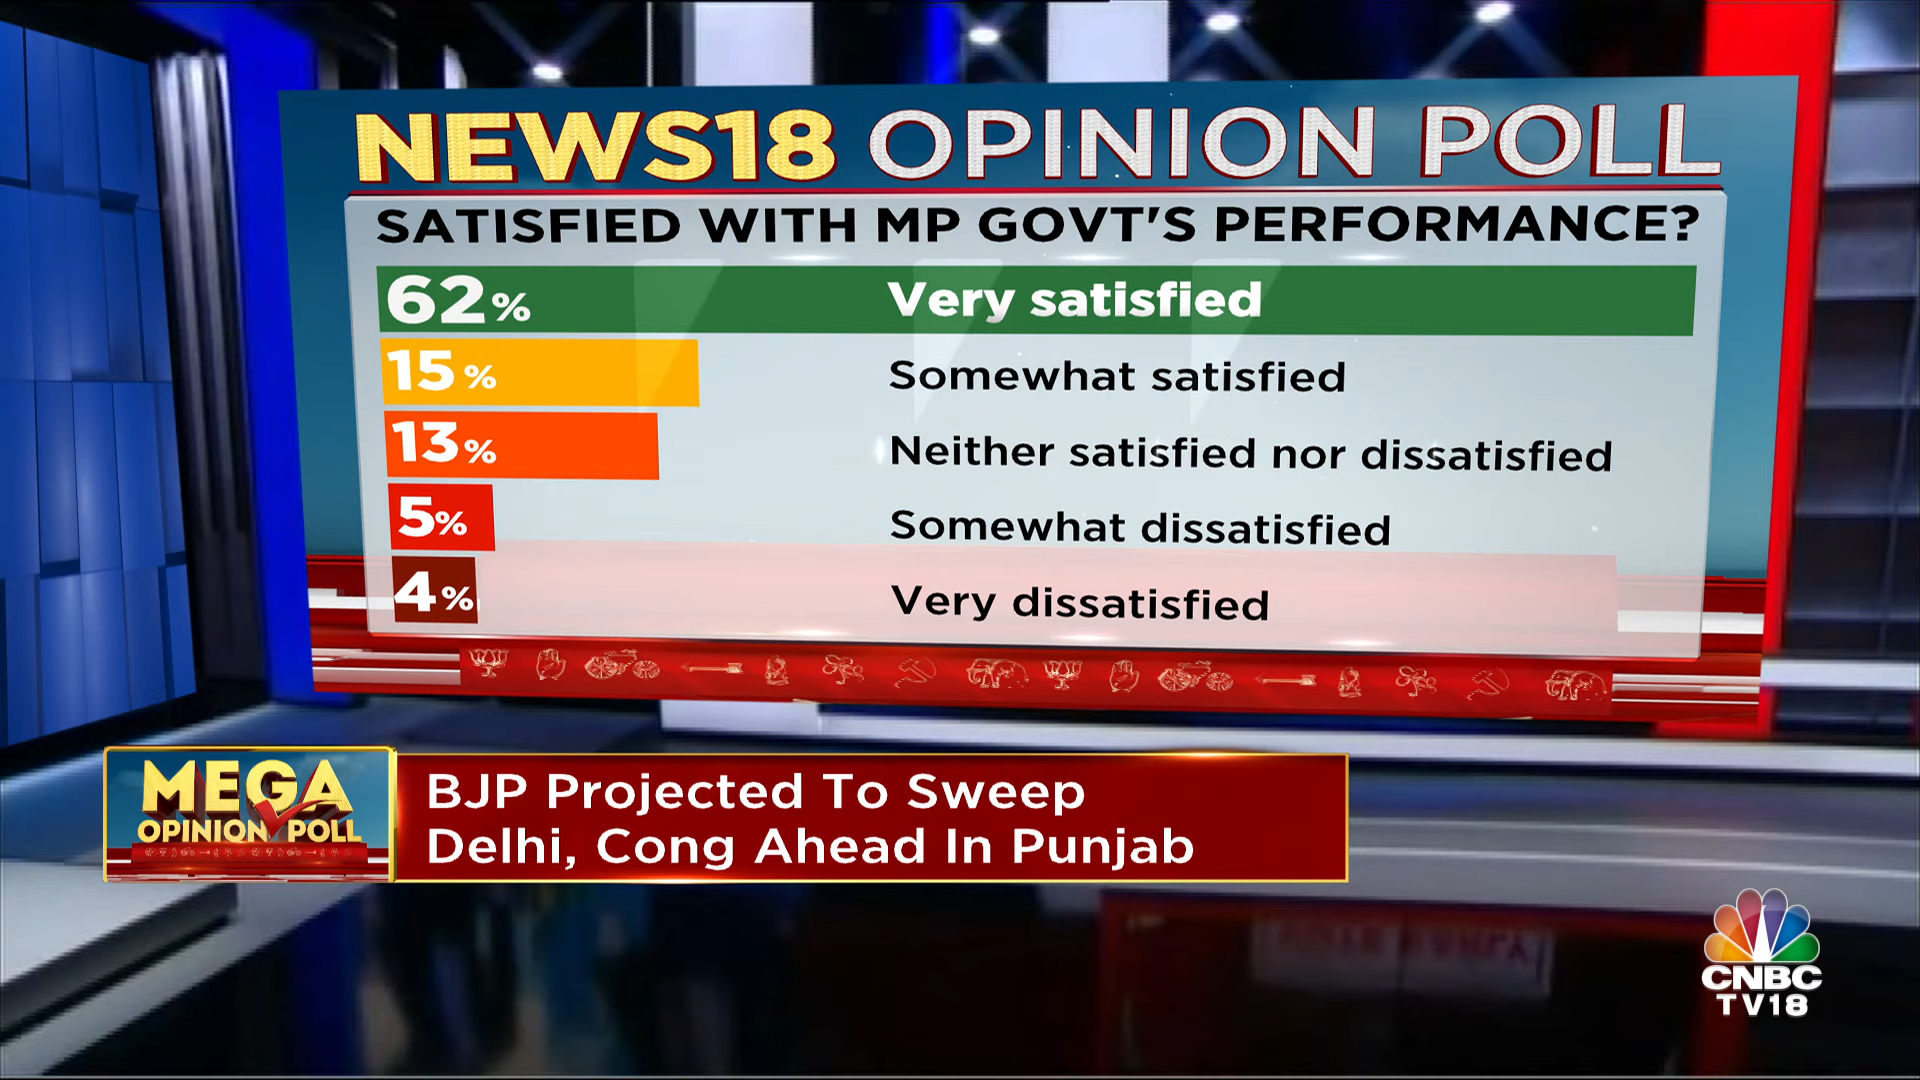 NEWS18 OPINION POLL
SATISFIED WITH MP GOVT'S PERFORMANCE?
62% Very satisfied
15% Somewhat satisfied
13% Neither satisfied nor dissatisfied
5% Somewhat dissatisfied
4% Very dissatisfied
MEGA
OPINION POLL
BJP Projected To Sweep
Delhi, Cong Ahead In Punjab
CNBC
TV18